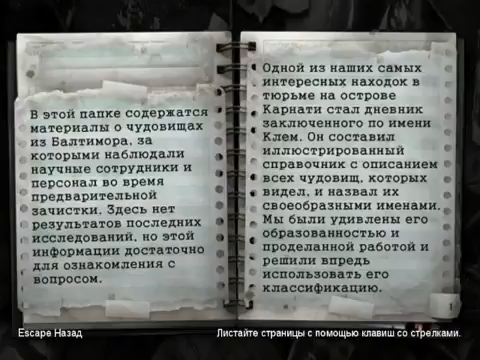 В этой папке содержатся
материалы о чудовищах
из Балтимора, за
которыми наблюдали
научные сотрудники и
персонал во время
предварительной
зачистки. Здесь нет
результатов последних
исследований, но этой
информации достаточно
для ознакомления с
вопросом.
Одной из наших самых
интересных находок в
тюрьме на острове
Карнати стал дневник
заключенного по имени
Клем. Он составил
иллюстрированный
справочник с описанием
всех чудовищ, которых
видел, и назвал их
своеобразными именами.
Мы были удивлены его
образованностью и
проделанной работой и
решили впредь
использовать его
классификацию.
1
Escape Назад
Листайте страницы с помощью клавиш со стрелками.